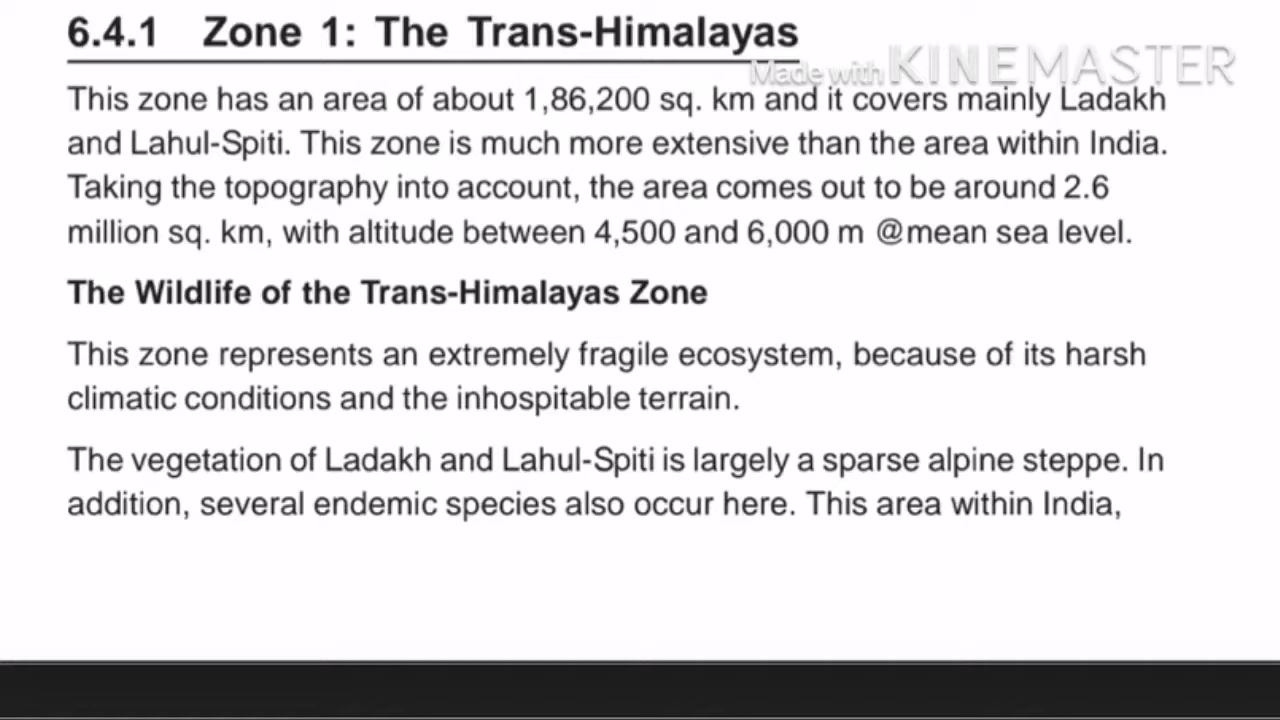 6.4.1 Zone 1: The Trans-Himalayas
Made with KINEMASTER
This zone has an area of about 1,86,200 sq. km and it covers mainly Ladakh
and Lahul-Spiti. This zone is much more extensive than the area within India.
Taking the topography into account, the area comes out to be around 2.6
million sq. km, with altitude between 4,500 and 6,000 m @mean sea level.
The Wildlife of the Trans-Himalayas Zone
This zone represents an extremely fragile ecosystem, because of its harsh
climatic conditions and the inhospitable terrain.
The vegetation of Ladakh and Lahul-Spiti is largely a sparse alpine steppe. In
addition, several endemic species also occur here. This area within India,